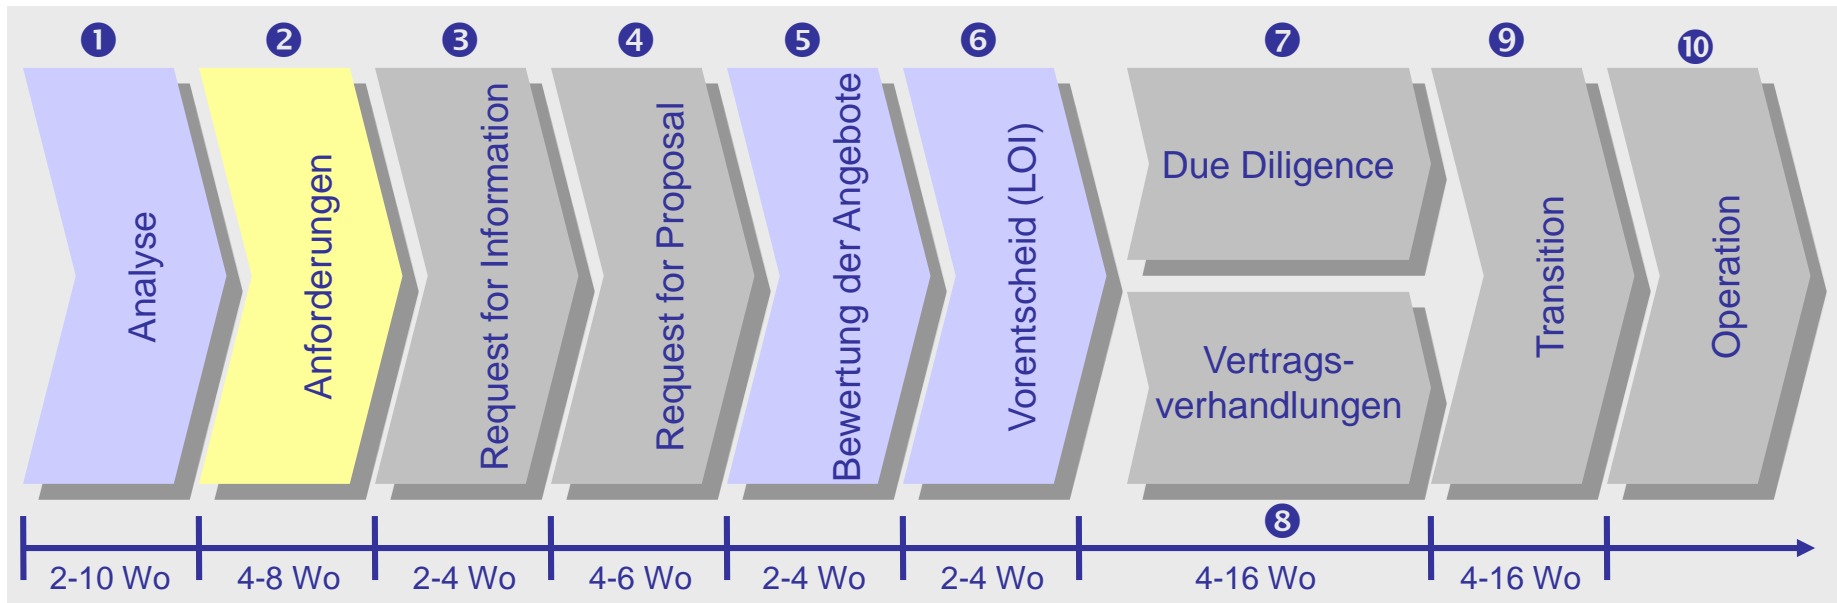 ❶ ❷ ❸ ❹ ❺ ❻ ❼ ❾ ❿
Analyse
Anforderungen
Request for Information
Request for Proposal
Bewertung der Angebote
Vorentscheid (LOI)
Due Diligence
Vertrags-
verhandlungen
Transition
Operation
❽
2-10 Wo 4-8 Wo 2-4 Wo 4-6 Wo 2-4 Wo 2-4 Wo 4-16 Wo 4-16 Wo